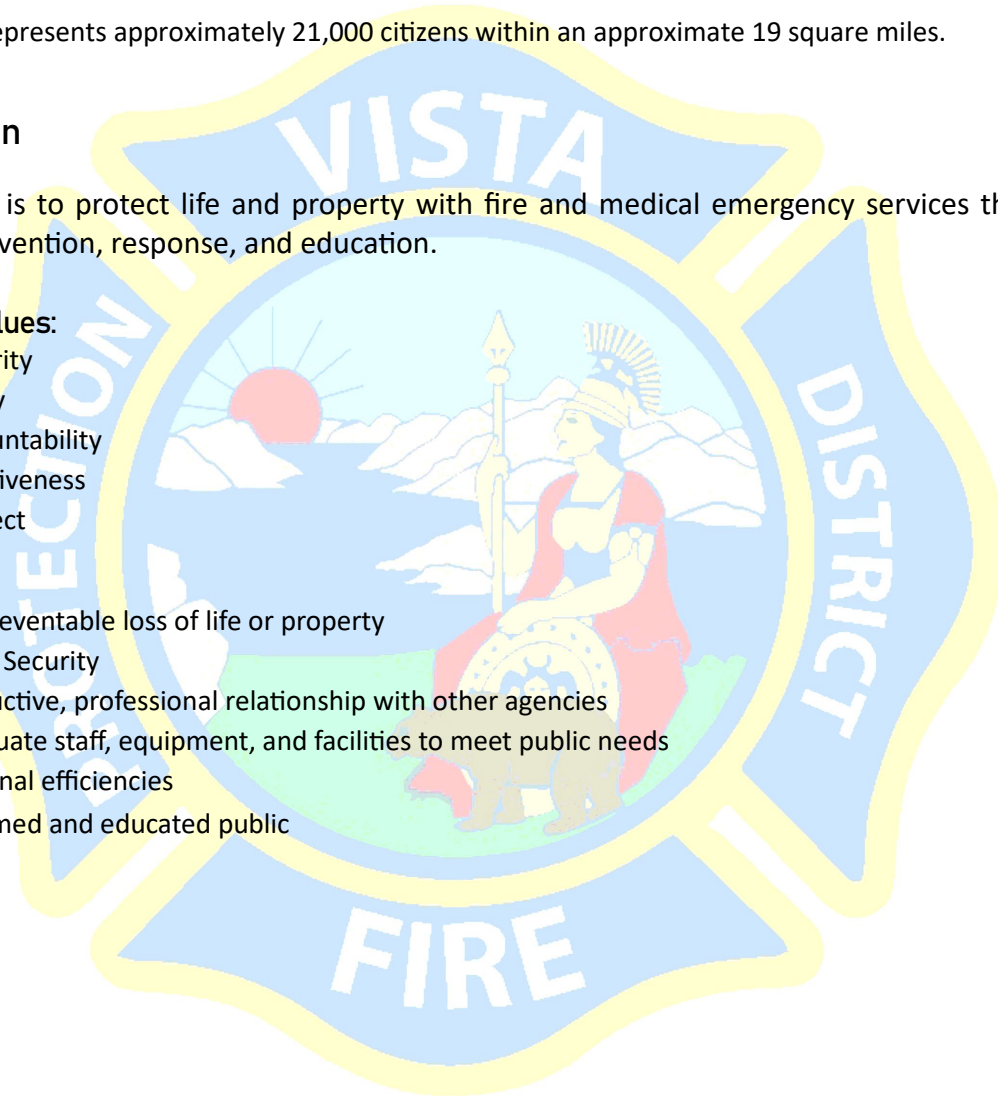 epresents approximately 21,000 citizens within an approximate 19 square miles.
VISTA
n
is to protect life and property with fire and medical emergency services th
vention, response, and education.
lues:
rity
y
untability
tiveness
ect
PROTECTION
DISTRICT
eventable loss of life or property
Security
uctive, professional relationship with other agencies
uate staff, equipment, and facilities to meet public needs
nal efficiencies
med and educated public
FIRE